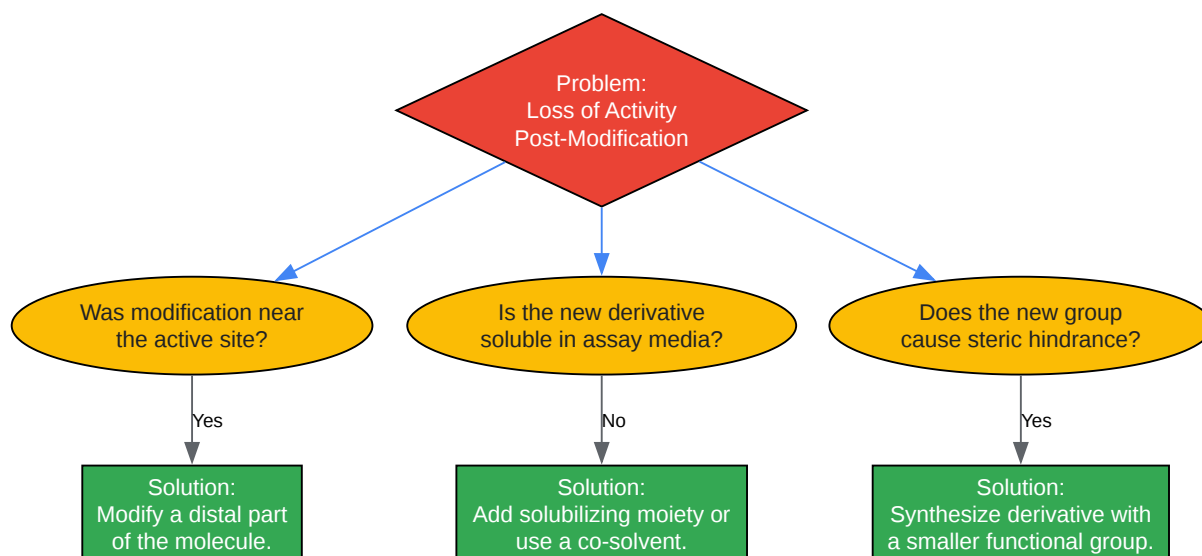 Problem:
Loss of Activity
Post-Modification
Was modification near
the active site?
Is the new derivative
soluble in assay media?
Does the new group
cause steric hindrance?
Yes
No
Yes
Solution:
Modify a distal part
of the molecule.
Solution:
Add solubilizing moiety or
use a co-solvent.
Solution:
Synthesize derivative with
a smaller functional group.